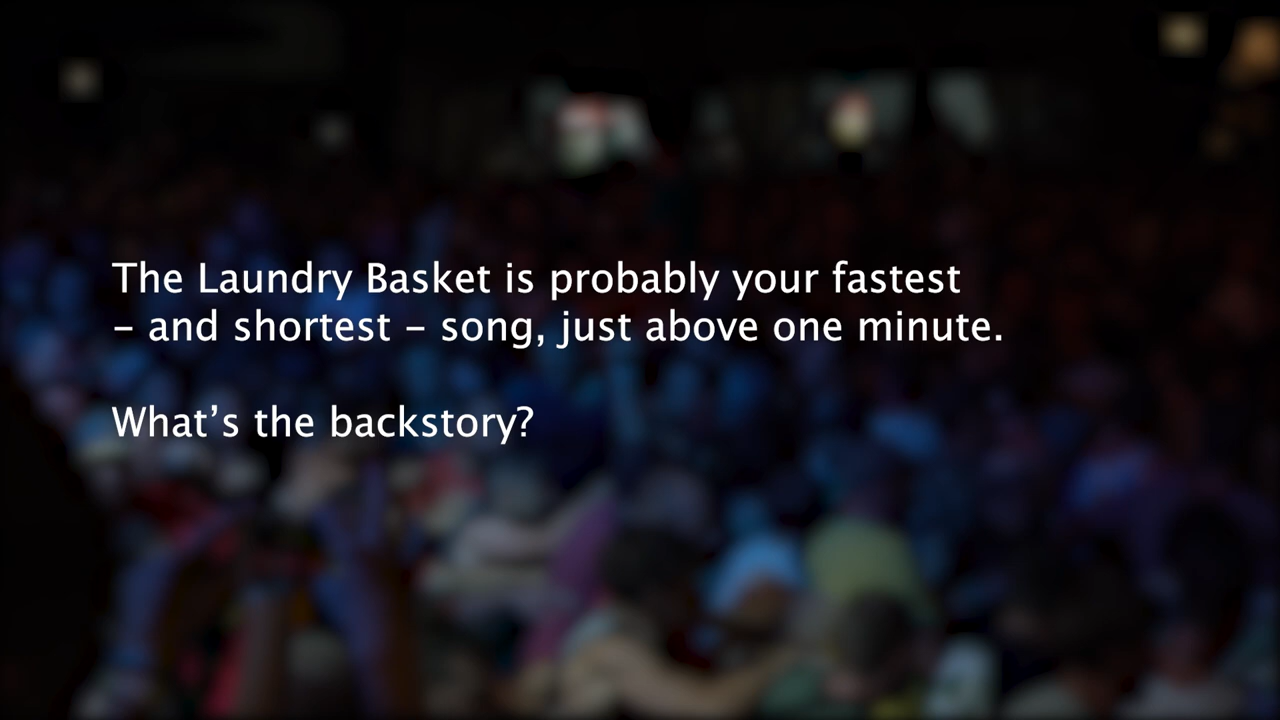 The Laundry Basket is probably your fastest
– and shortest – song, just above one minute.
What’s the backstory?